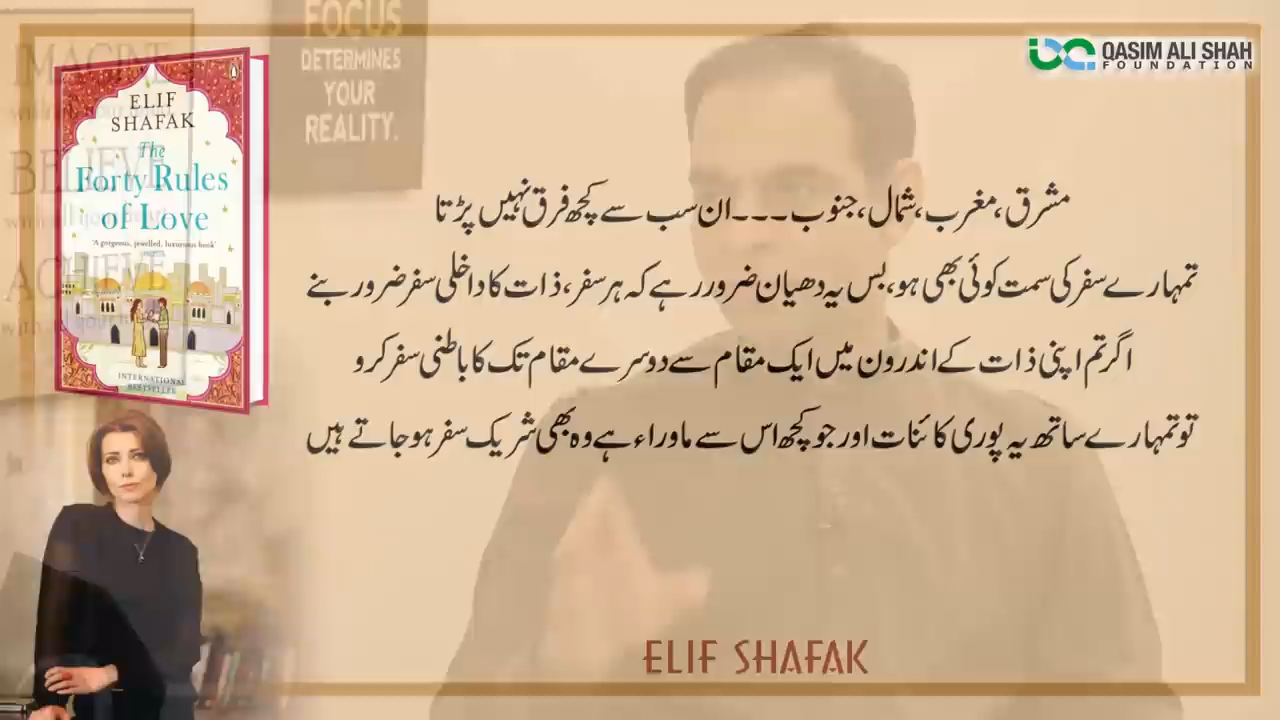 IMAGINE
BELIEVE
ACHIEVE
FOCUS
DETERMINES
YOUR
REALITY.
QASIM ALI SHAH
FOUNDATION
ELIF
SHAFAK
The
Forty Rules
of Love
'A gorgeous, jewelled, luxurious book'
INTERNATIONAL
BESTSELLER
مشرق، مغرب، شمال، جنوب۔۔۔ان سب سے کچھ فرق نہیں پڑتا
تمہارے سفر کی سمت کوئی بھی ہو، بس یہ دھیان ضرور رہے کہ ہر سفر، ذات کا داخلی سفر ضرور بنے
اگر تم اپنی ذات کے اندرون میں ایک مقام سے دوسرے مقام تک کا باطنی سفر کرو
تو تمہارے ساتھ یہ پوری کائنات اور جو کچھ اس سے ماوراء ہے وہ بھی شریک سفر ہو جاتے ہیں
ELIF SHAFAK